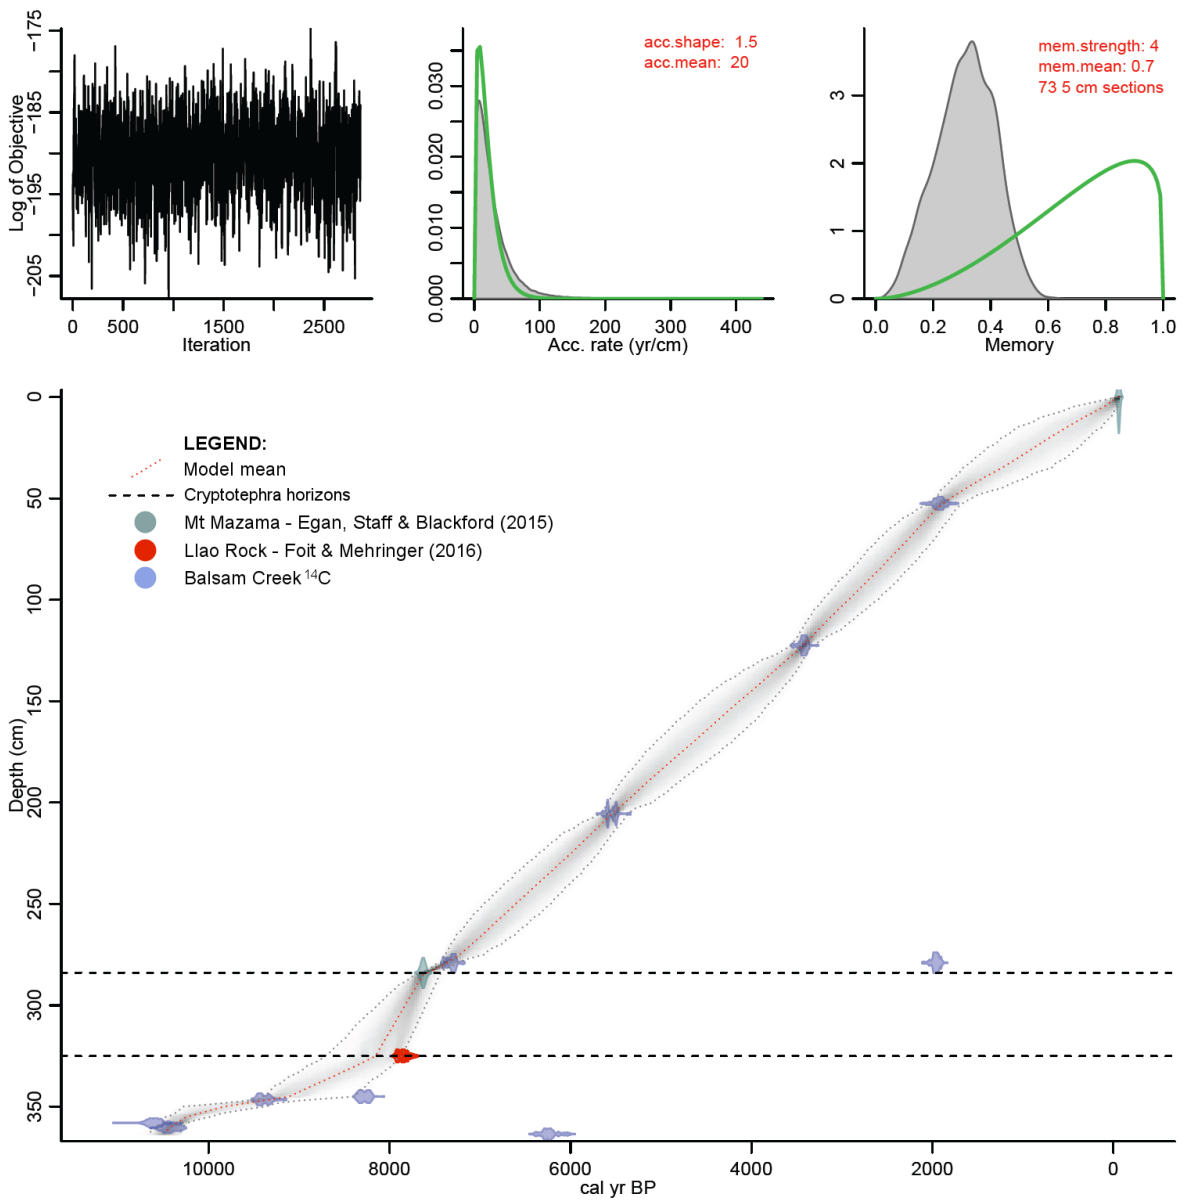 −175
−185
−195
−205
Log of Objective
0
500
1500
2500
Iteration
0.030
0.020
0.010
0.000
acc.shape: 1.5
acc.mean: 20
0
100
200
300
400
Acc. rate (yr/cm)
3
2
1
0
mem.strength: 4
mem.mean: 0.7
73 5 cm sections
0.0
0.2
0.4
0.6
0.8
1.0
Memory
0
50
100
150
200
250
300
350
Depth (cm)
LEGEND:
Model mean
Cryptotephra horizons
Mt Mazama - Egan, Staff & Blackford (2015)
Llao Rock - Foit & Mehringer (2016)
Balsam Creek ¹⁴C
10000
8000
6000
4000
2000
0
cal yr BP